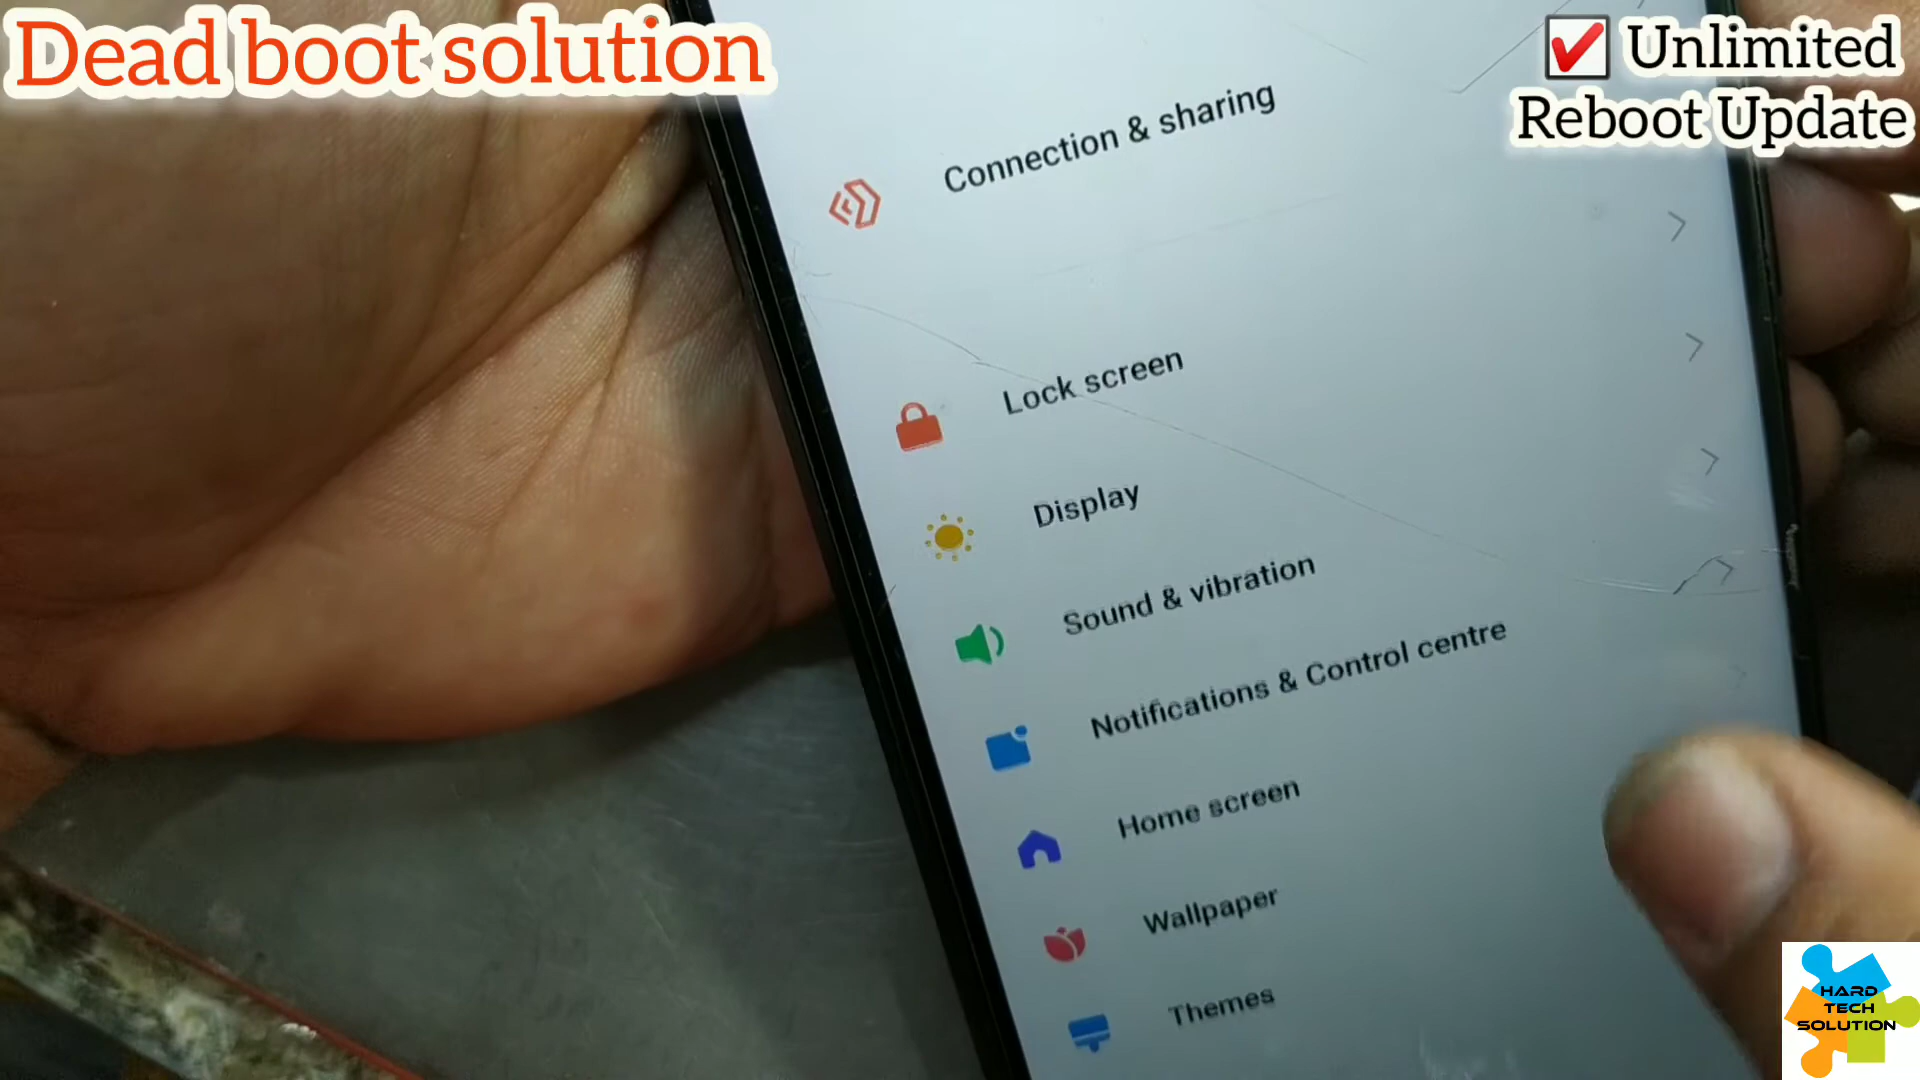 Dead boot solution
✅ Unlimited
Reboot Update
Connection & sharing
Lock screen
Display
Sound & vibration
Notifications & Control centre
Home screen
Wallpaper
Themes
HARD
TECH
SOLUTION